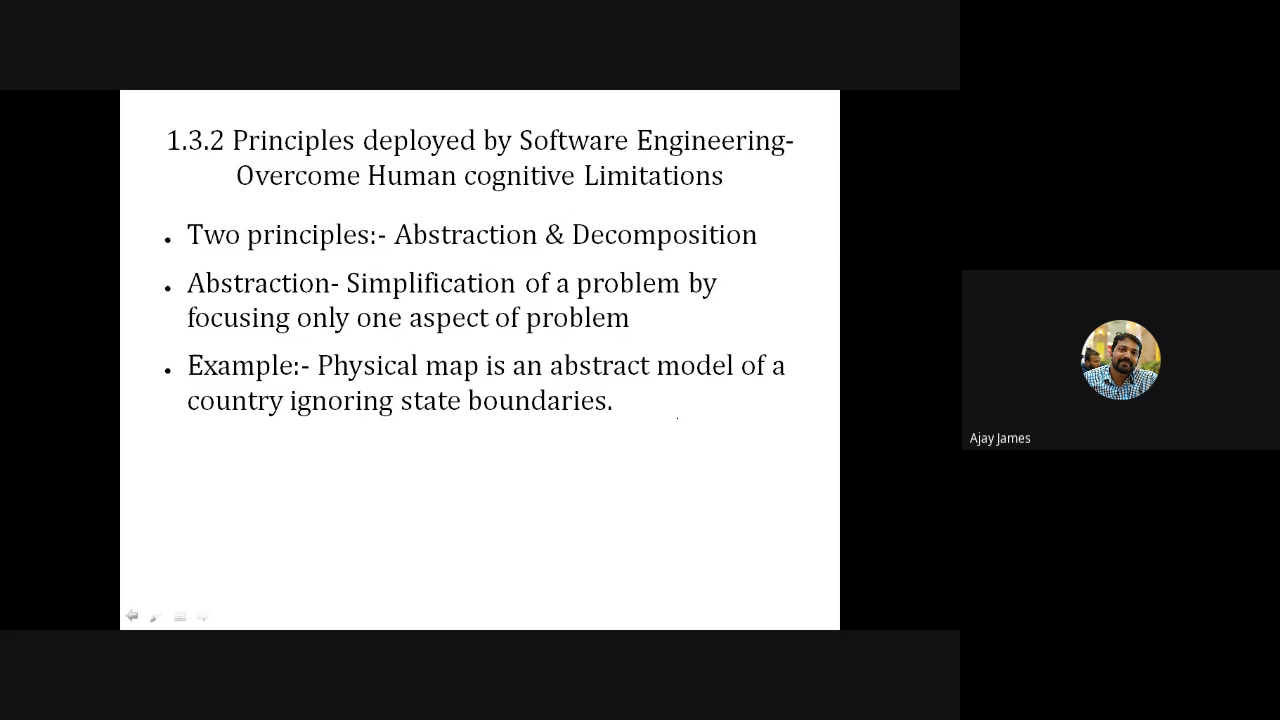 1.3.2 Principles deployed by Software Engineering-
Overcome Human cognitive Limitations
• Two principles:- Abstraction & Decomposition
• Abstraction- Simplification of a problem by
focusing only one aspect of problem
• Example:- Physical map is an abstract model of a
country ignoring state boundaries.
Ajay James